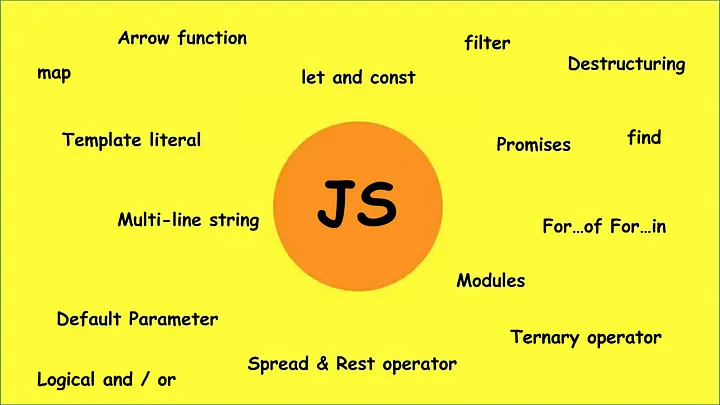 Arrow function
filter
Destructuring
map
let and const
Template literal
Promises
find
JS
Multi-line string
For...of For...in
Modules
Default Parameter
Ternary operator
Spread & Rest operator
Logical and / or